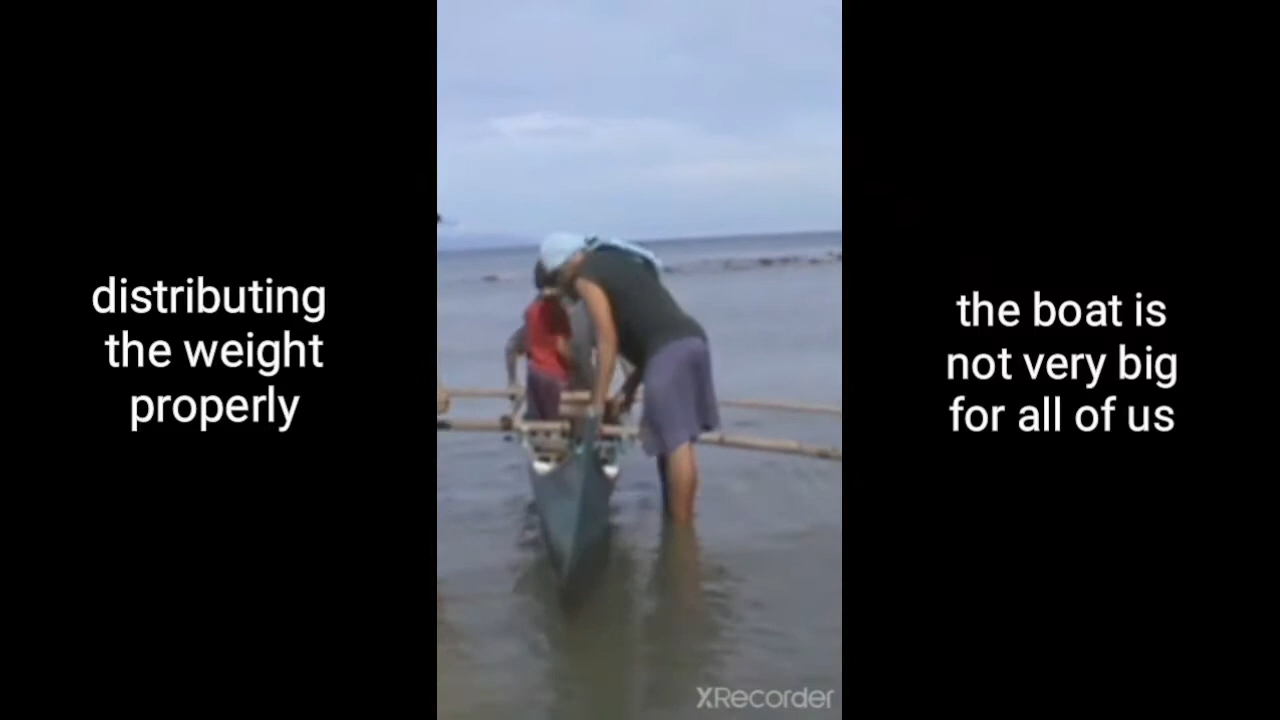 distributing
the weight
properly
the boat is
not very big
for all of us
XRecorder